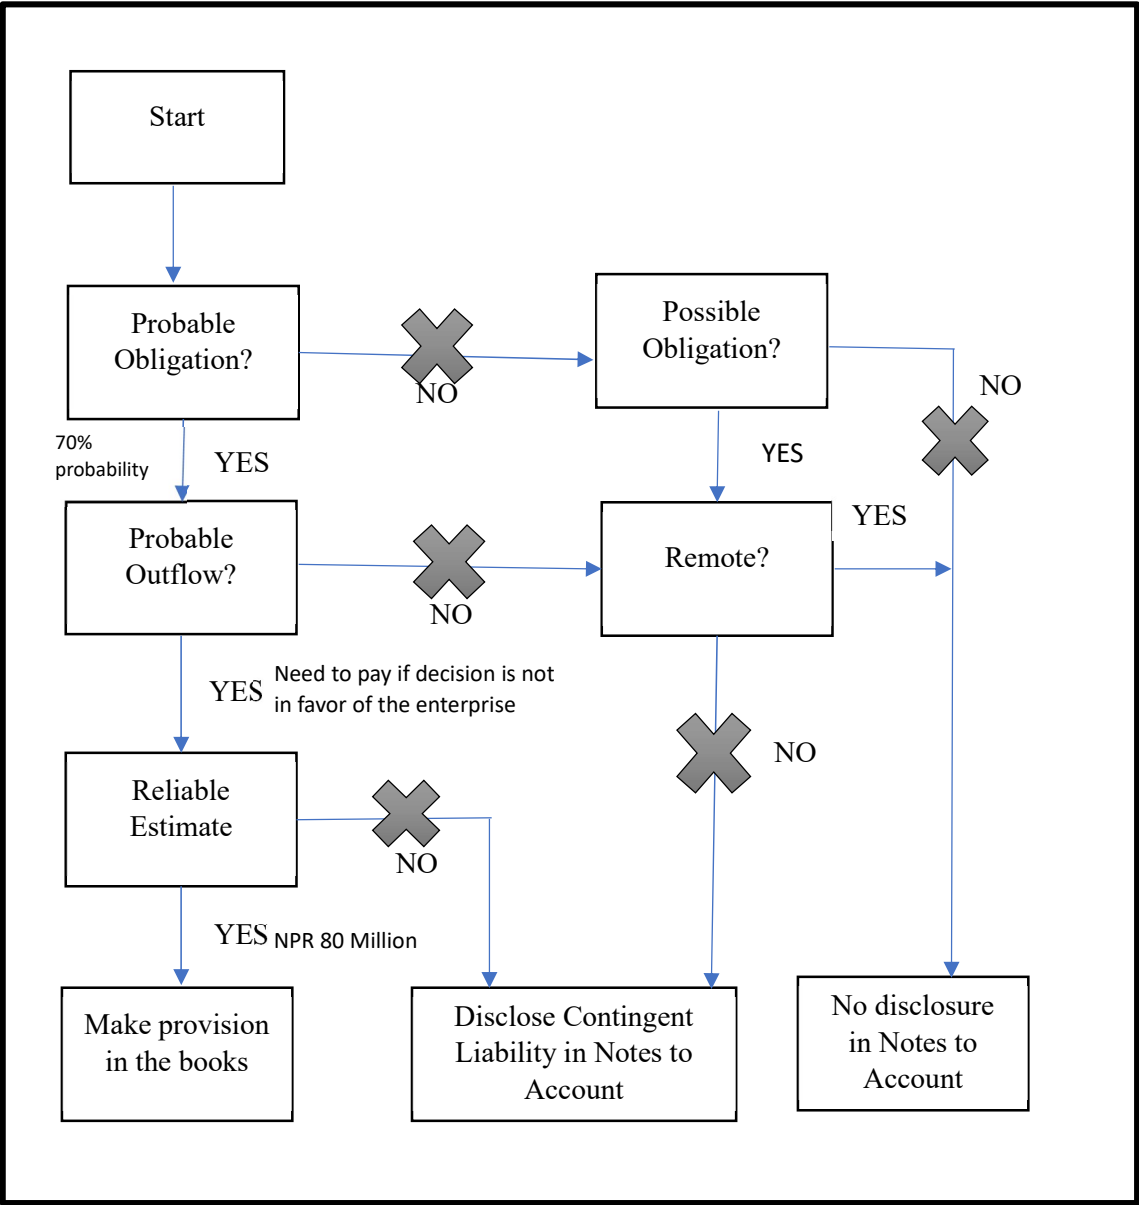 Start
Probable
Obligation?
NO
Possible
Obligation?
NO
70%
probability
YES
YES
Probable
Outflow?
NO
Remote?
YES
YES
Need to pay if decision is not
in favor of the enterprise
NO
Reliable
Estimate
NO
YES
NPR 80 Million
Make provision
in the books
Disclose Contingent
Liability in Notes to
Account
No disclosure
in Notes to
Account